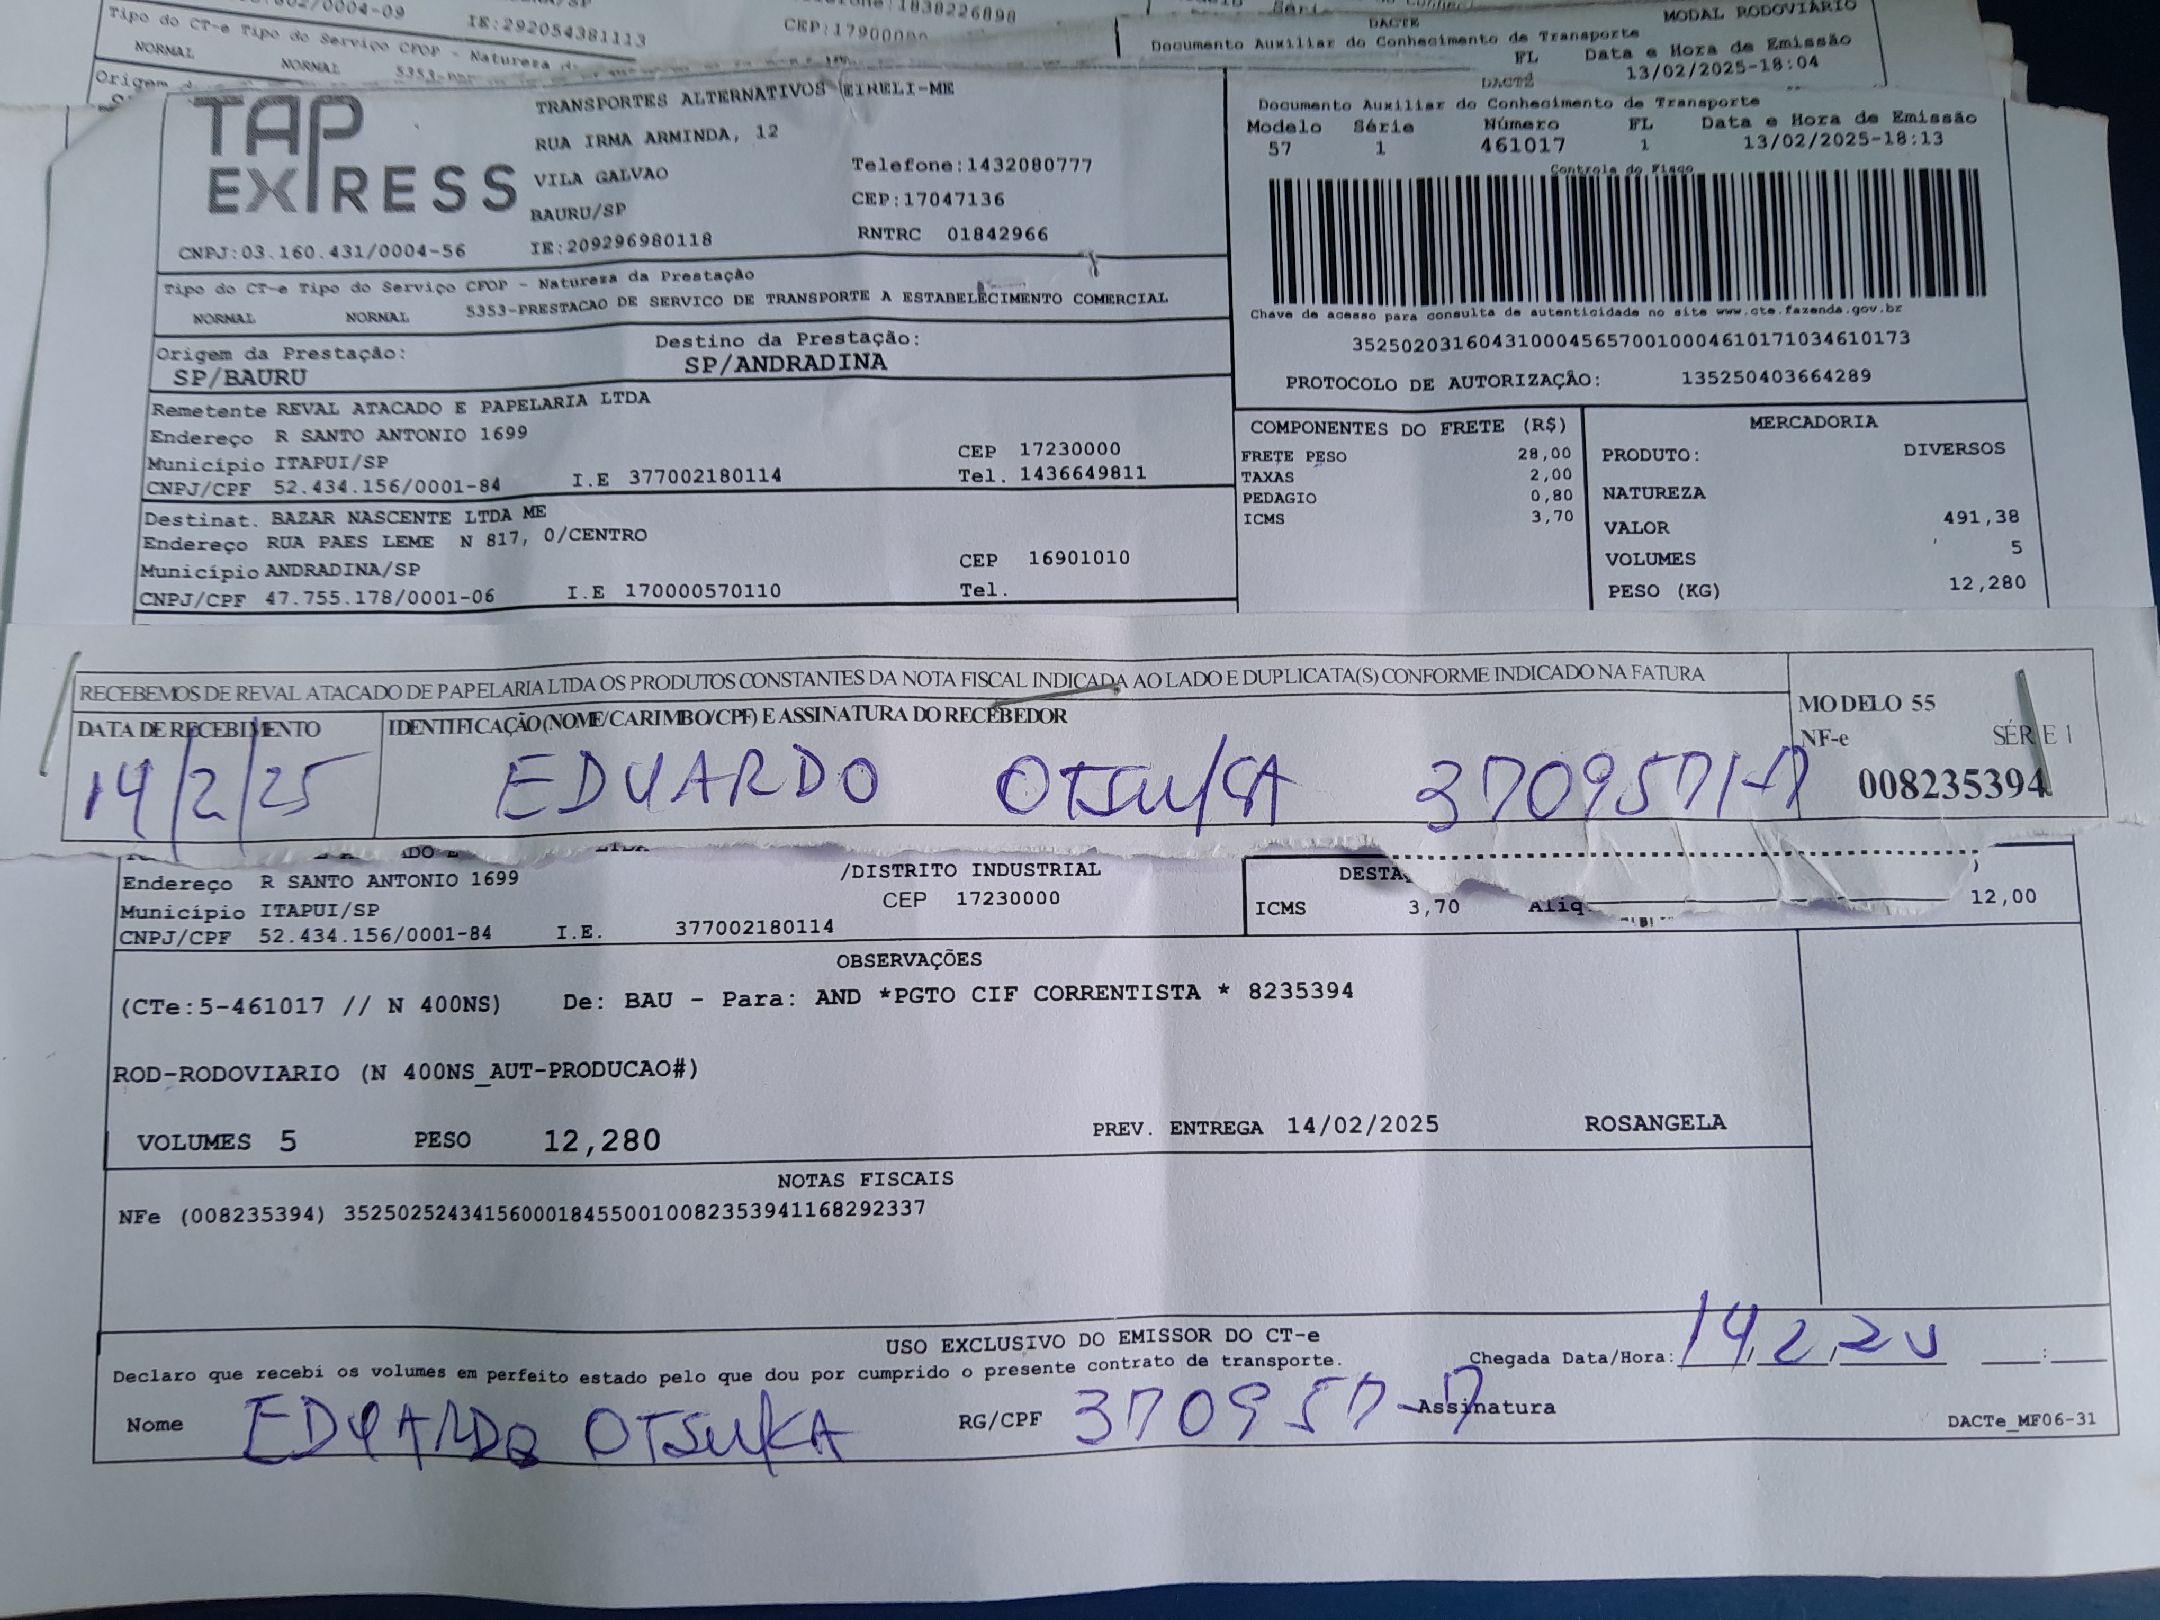 IE:292054381113
CEP:17900000
MODAL RODOVIÁRIO
Tipo do CT-e Tipo do Serviço CFOP - Natureza
DACTE
Documento Auxiliar do Conhecimento de Transporte
NORMAL NORMAL
FL Data e Hora de Emissão
13/02/2025-18:04
Origem
TAP EXPRESS
TRANSPORTES ALTERNATIVOS EIRELI-ME
RUA IRMA ARMINDA, 12
VILA GALVAO Telefone:1432080777
BAURU/SP CEP:17047136
CNPJ:03.160.431/0004-56 IE:209296980118 RNTRC 01842966
DACTE
Documento Auxiliar do Conhecimento de Transporte
Modelo Série Número FL Data e Hora de Emissão
57 1 461017 1 13/02/2025-18:13
Controle do Fisco
Chave de acesso para consulta de autenticidade no site www.cte.fazenda.gov.br
35250203160431000456570010004610171034610173
PROTOCOLO DE AUTORIZAÇÃO: 135250403664289
Tipo do CT-e Tipo do Serviço CFOP - Natureza da Prestação
NORMAL NORMAL 5353-PRESTACAO DE SERVICO DE TRANSPORTE A ESTABELECIMENTO COMERCIAL
Origem da Prestação: Destino da Prestação:
SP/BAURU SP/ANDRADINA
Remetente REVAL ATACADO E PAPELARIA LTDA
Endereço R SANTO ANTONIO 1699
Município ITAPUI/SP CEP 17230000
CNPJ/CPF 52.434.156/0001-84 I.E 377002180114 Tel. 1436649811
Destinat. BAZAR NASCENTE LTDA ME
Endereço RUA PAES LEME N 817, 0/CENTRO
Município ANDRADINA/SP CEP 16901010
CNPJ/CPF 47.755.178/0001-06 I.E 170000570110 Tel.
COMPONENTES DO FRETE (R$)
FRETE PESO 28,00
TAXAS 2,00
PEDAGIO 0,80
ICMS 3,70
MERCADORIA
PRODUTO: DIVERSOS
NATUREZA
VALOR 491,38
VOLUMES 5
PESO (KG) 12,280
RECEBEMOS DE REVAL ATACADO DE PAPELARIA LTDA OS PRODUTOS CONSTANTES DA NOTA FISCAL INDICADA AO LADO E DUPLICATA(S) CONFORME INDICADO NA FATURA
DATA DE RECEBIMENTO IDENTIFICAÇÃO (NOME/CARIMBO/CPF) E ASSINATURA DO RECEBEDOR
14/2/25 EDUARDO OTSUKA
MODELO 55
NF-e SÉRIE 1
008235394
Endereço R SANTO ANTONIO 1699 /DISTRITO INDUSTRIAL
Município ITAPUI/SP CEP 17230000
CNPJ/CPF 52.434.156/0001-84 I.E. 377002180114
ICMS 3,70 Aliq 12,00
OBSERVAÇÕES
(CTe:5-461017 // N 400NS) De: BAU - Para: AND *PGTO CIF CORRENTISTA * 8235394
ROD-RODOVIARIO (N 400NS_AUT-PRODUCAO#)
VOLUMES 5 PESO 12,280 PREV. ENTREGA 14/02/2025 ROSANGELA
NOTAS FISCAIS
NFe (008235394) 35250252434156000184550010082353941168292337
USO EXCLUSIVO DO EMISSOR DO CT-e
Declaro que recebi os volumes em perfeito estado pelo que dou por cumprido o presente contrato de transporte. Chegada Data/Hora: 14, 2,
Nome EDUARDO OTSUKA RG/CPF 370957-7 Assinatura
DACTe_MF06-31